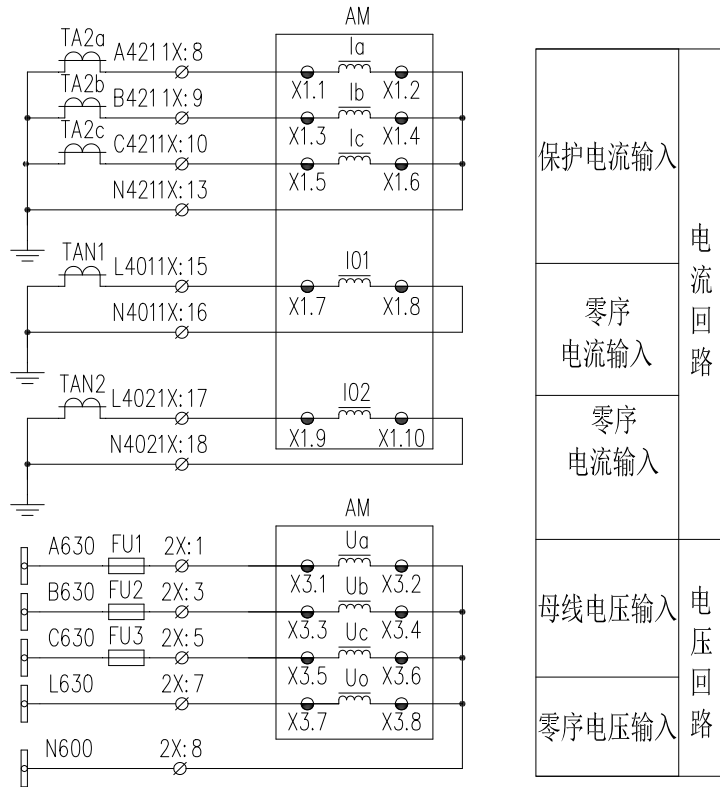 AM
TA2a A4211X:8 Ia
X1.1 X1.2
TA2b B4211X:9 Ib
X1.3 X1.4
TA2c C4211X:10 Ic
X1.5 X1.6
N4211X:13
TAN1 L4011X:15 I01
X1.7 X1.8
N4011X:16
TAN2 L4021X:17 I02
X1.9 X1.10
N4021X:18
AM
A630 FU1 2X:1 Ua
X3.1 X3.2
B630 FU2 2X:3 Ub
X3.3 X3.4
C630 FU3 2X:5 Uc
X3.5 X3.6
L630 2X:7 Uo
X3.7 X3.8
N600 2X:8
保护电流输入
零序
电流输入
零序
电流输入
电流回路
母线电压输入
零序电压输入
电压回路